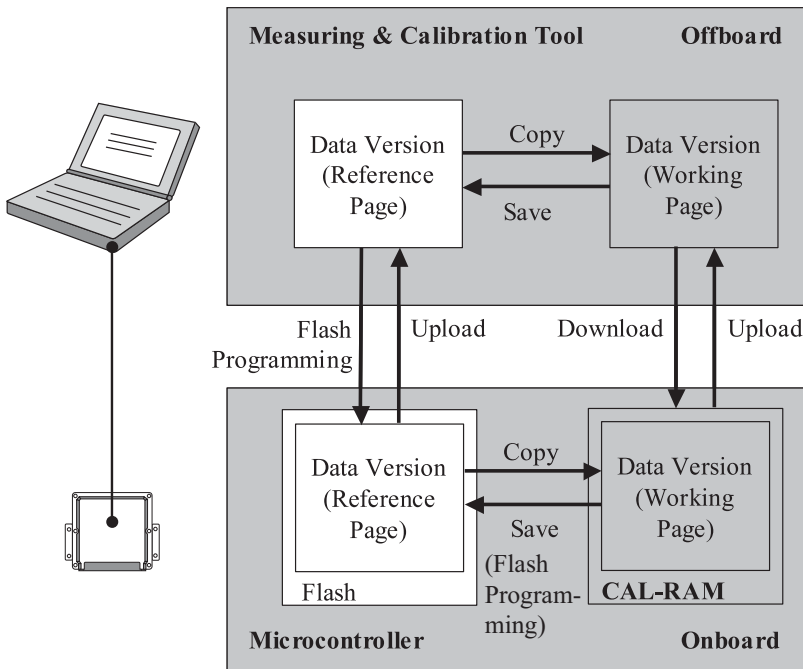 Measuring & Calibration Tool
Offboard
Data Version
(Reference
Page)
Copy
Save
Data Version
(Working
Page)
Flash
Programming
Upload
Download
Upload
Data Version
(Reference
Page)
Flash
Copy
Save
(Flash
Program-
ming)
Data Version
(Working
Page)
CAL-RAM
Microcontroller
Onboard